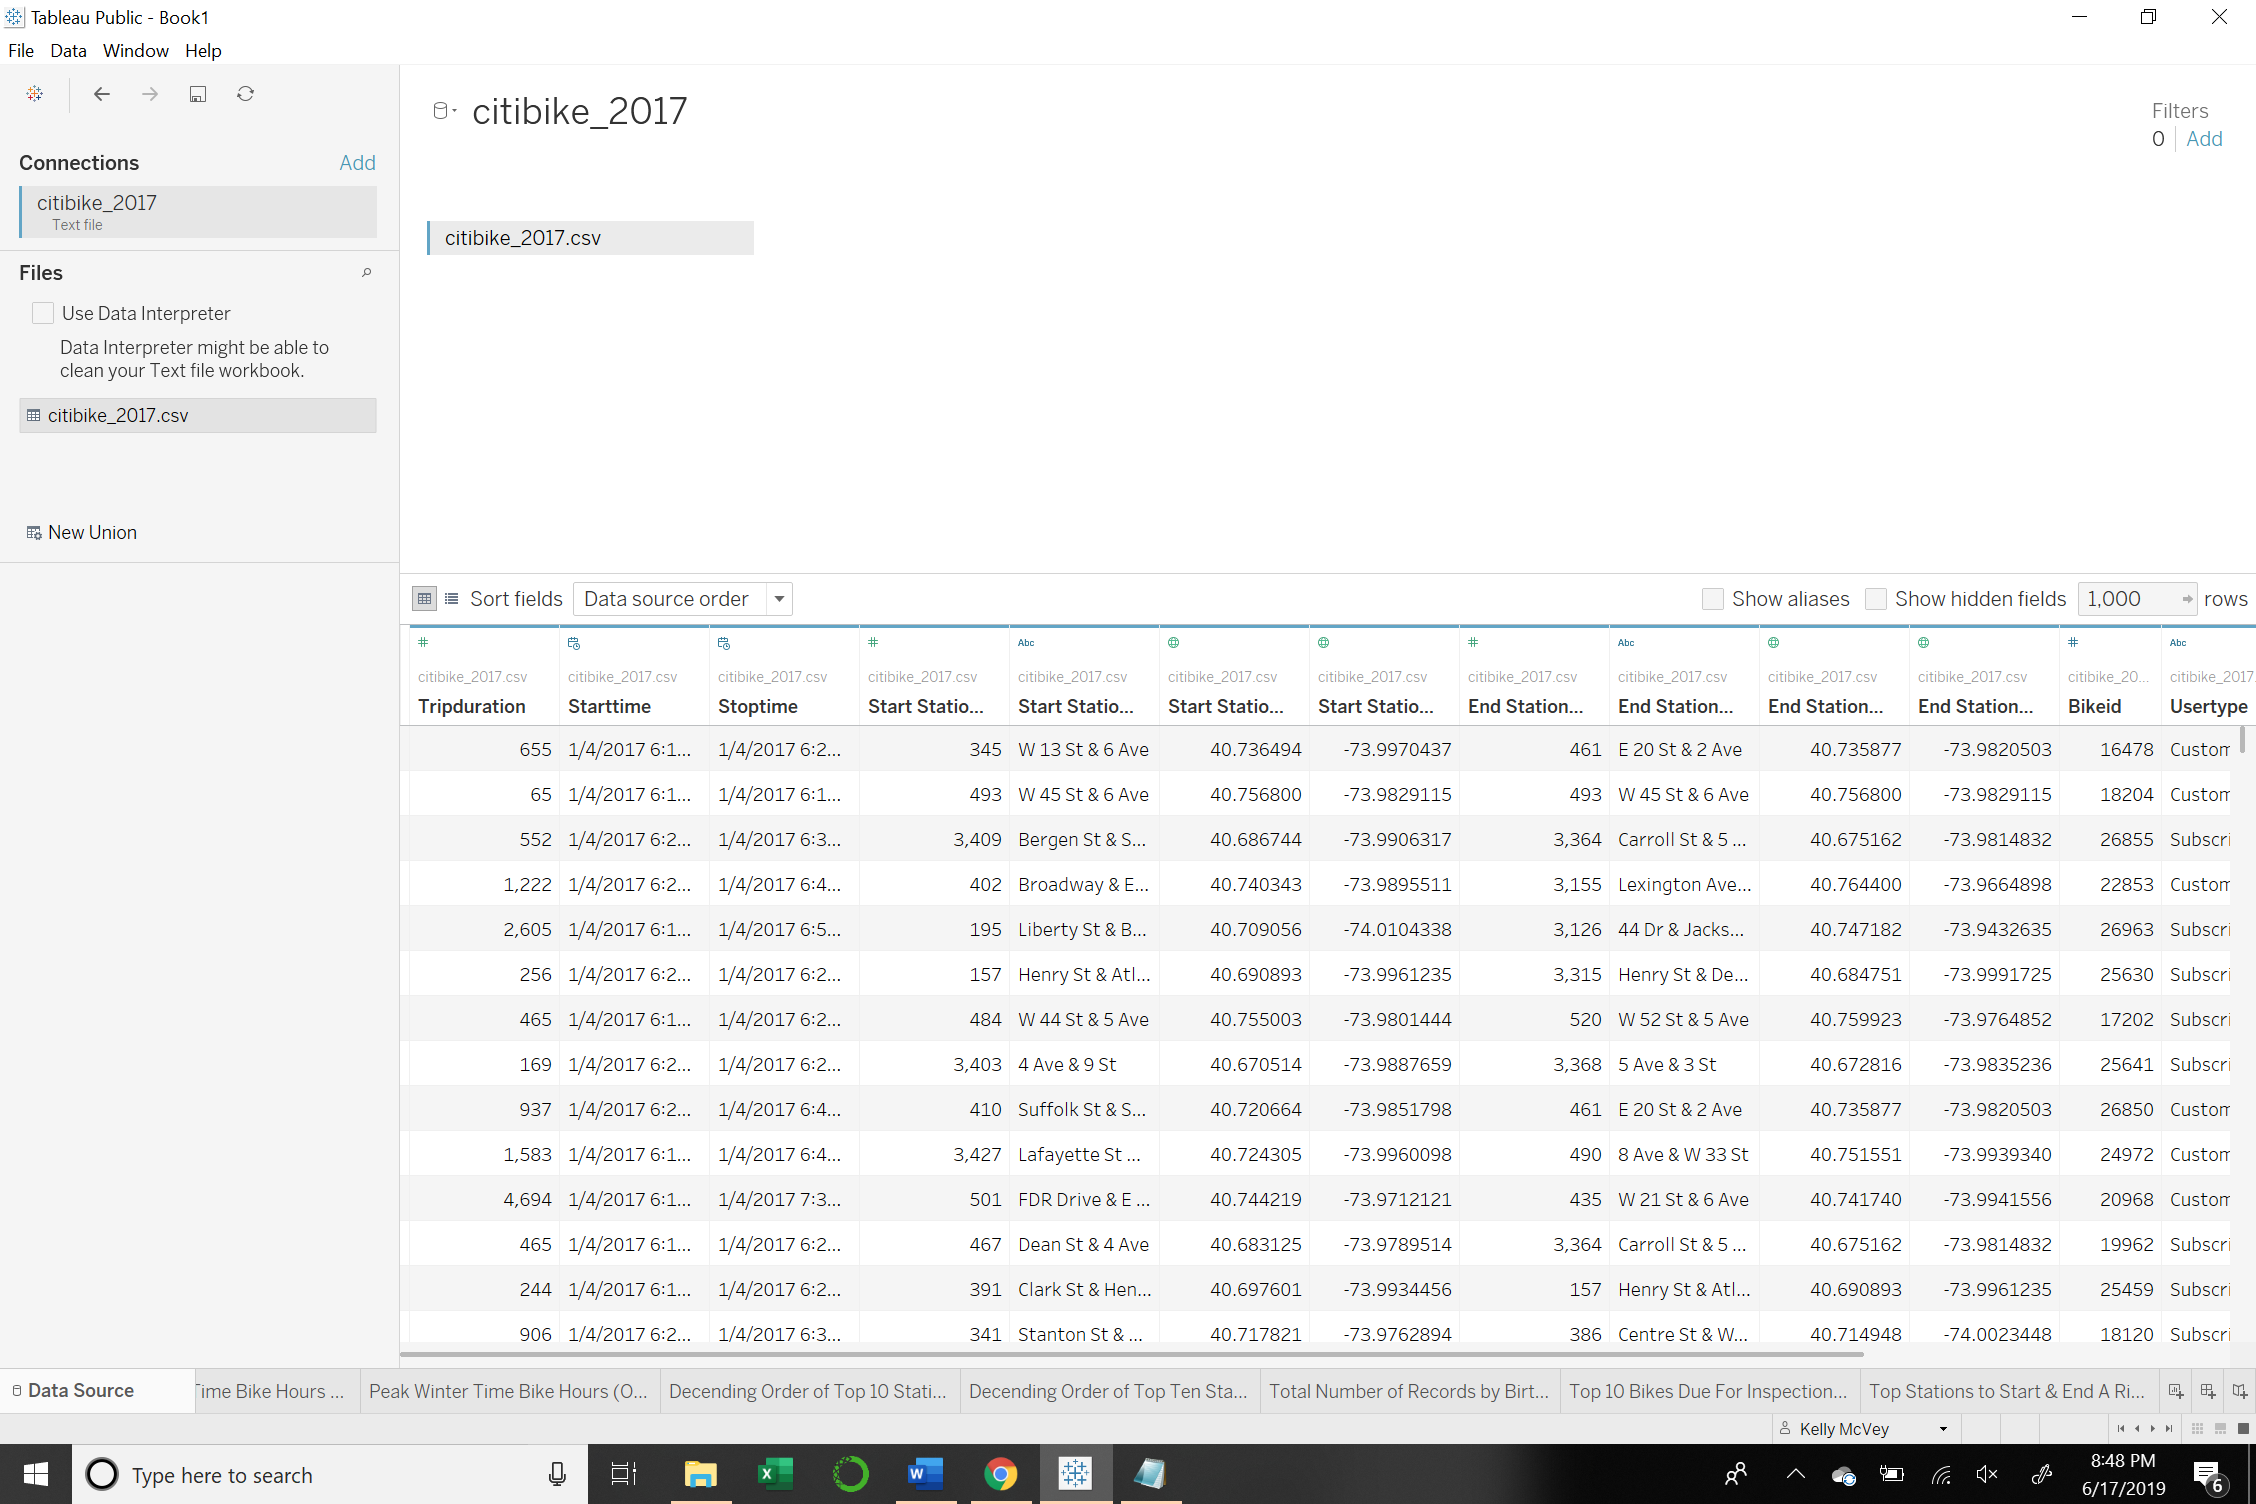 Tableau Public - Book1
File Data Window Help
citibike_2017
Filters
0 Add
Connections Add
citibike_2017
Text file
citibike_2017.csv
Files
Use Data Interpreter
Data Interpreter might be able to
clean your Text file workbook.
citibike_2017.csv
New Union
Sort fields Data source order Show aliases Show hidden fields 1,000 rows
# # Abc # Abc # Abc
citibike_2017.csv citibike_2017.csv citibike_2017.csv citibike_2017.csv citibike_2017.csv citibike_2017.csv citibike_2017.csv citibike_2017.csv citibike_2017.csv citibike_2017.csv citibike_2017.csv citibike_20... citibike_2017.
Tripduration Starttime Stoptime Start Statio... Start Statio... Start Statio... Start Statio... End Station... End Station... End Station... End Station... Bikeid Usertype
655 1/4/2017 6:1... 1/4/2017 6:2... 345 W 13 St & 6 Ave 40.736494 -73.9970437 461 E 20 St & 2 Ave 40.735877 -73.9820503 16478 Custom
65 1/4/2017 6:1... 1/4/2017 6:1... 493 W 45 St & 6 Ave 40.756800 -73.9829115 493 W 45 St & 6 Ave 40.756800 -73.9829115 18204 Custom
552 1/4/2017 6:2... 1/4/2017 6:3... 3,409 Bergen St & S... 40.686744 -73.9906317 3,364 Carroll St & 5 ... 40.675162 -73.9814832 26855 Subscri
1,222 1/4/2017 6:2... 1/4/2017 6:4... 402 Broadway & E... 40.740343 -73.9895511 3,155 Lexington Ave... 40.764400 -73.9664898 22853 Custom
2,605 1/4/2017 6:1... 1/4/2017 6:5... 195 Liberty St & B... 40.709056 -74.0104338 3,126 44 Dr & Jacks... 40.747182 -73.9432635 26963 Subscri
256 1/4/2017 6:2... 1/4/2017 6:2... 157 Henry St & Atl... 40.690893 -73.9961235 3,315 Henry St & De... 40.684751 -73.9991725 25630 Subscri
465 1/4/2017 6:1... 1/4/2017 6:2... 484 W 44 St & 5 Ave 40.755003 -73.9801444 520 W 52 St & 5 Ave 40.759923 -73.9764852 17202 Subscri
169 1/4/2017 6:2... 1/4/2017 6:2... 3,403 4 Ave & 9 St 40.670514 -73.9887659 3,368 5 Ave & 3 St 40.672816 -73.9835236 25641 Subscri
937 1/4/2017 6:2... 1/4/2017 6:4... 410 Suffolk St & S... 40.720664 -73.9851798 461 E 20 St & 2 Ave 40.735877 -73.9820503 26850 Custom
1,583 1/4/2017 6:1... 1/4/2017 6:4... 3,427 Lafayette St ... 40.724305 -73.9960098 490 8 Ave & W 33 St 40.751551 -73.9939340 24972 Custom
4,694 1/4/2017 6:1... 1/4/2017 7:3... 501 FDR Drive & E ... 40.744219 -73.9712121 435 W 21 St & 6 Ave 40.741740 -73.9941556 20968 Custom
465 1/4/2017 6:1... 1/4/2017 6:2... 467 Dean St & 4 Ave 40.683125 -73.9789514 3,364 Carroll St & 5 ... 40.675162 -73.9814832 19962 Subscri
244 1/4/2017 6:1... 1/4/2017 6:2... 391 Clark St & Hen... 40.697601 -73.9934456 157 Henry St & Atl... 40.690893 -73.9961235 25459 Subscri
906 1/4/2017 6:2... 1/4/2017 6:3... 341 Stanton St & ... 40.717821 -73.9762894 386 Centre St & W... 40.714948 -74.0023448 18120 Subscri
Data Source Time Bike Hours ... Peak Winter Time Bike Hours (O... Decending Order of Top 10 Stati... Decending Order of Top Ten Sta... Total Number of Records by Birt... Top 10 Bikes Due For Inspection... Top Stations to Start & End A Ri...
Kelly McVey
Type here to search
8:48 PM
6/17/2019
6